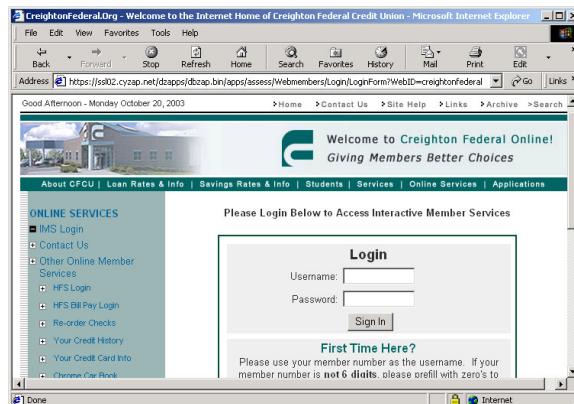 CreightonFederal.Org - Welcome to the Internet Home of Creighton Federal Credit Union - Microsoft Internet Explorer
File Edit View Favorites Tools Help
Back Forward Stop Refresh Home Search Favorites History Mail Print Edit
Address https://ssl02.cyzap.net/dzapps/dbzap.bin/apps/assess/Webmembers/Login/LoginForm?WebID=creightonfederal Go Links
Good Afternoon - Monday October 20, 2003 >Home >Contact Us >Site Help >Links >Archive >Search
Welcome to Creighton Federal Online!
Giving Members Better Choices
About CFCU | Loan Rates & Info | Savings Rates & Info | Students | Services | Online Services | Applications
ONLINE SERVICES
IMS Login
Contact Us
Other Online Member
Services
HFS Login
HFS Bill Pay Login
Re-order Checks
Your Credit History
Your Credit Card Info
Chrome Car Book
Please Login Below to Access Interactive Member Services
Login
Username:
Password:
Sign In
First Time Here?
Please use your member number as the username. If your
member number is not 6 digits, please prefill with zero's to
Done Internet